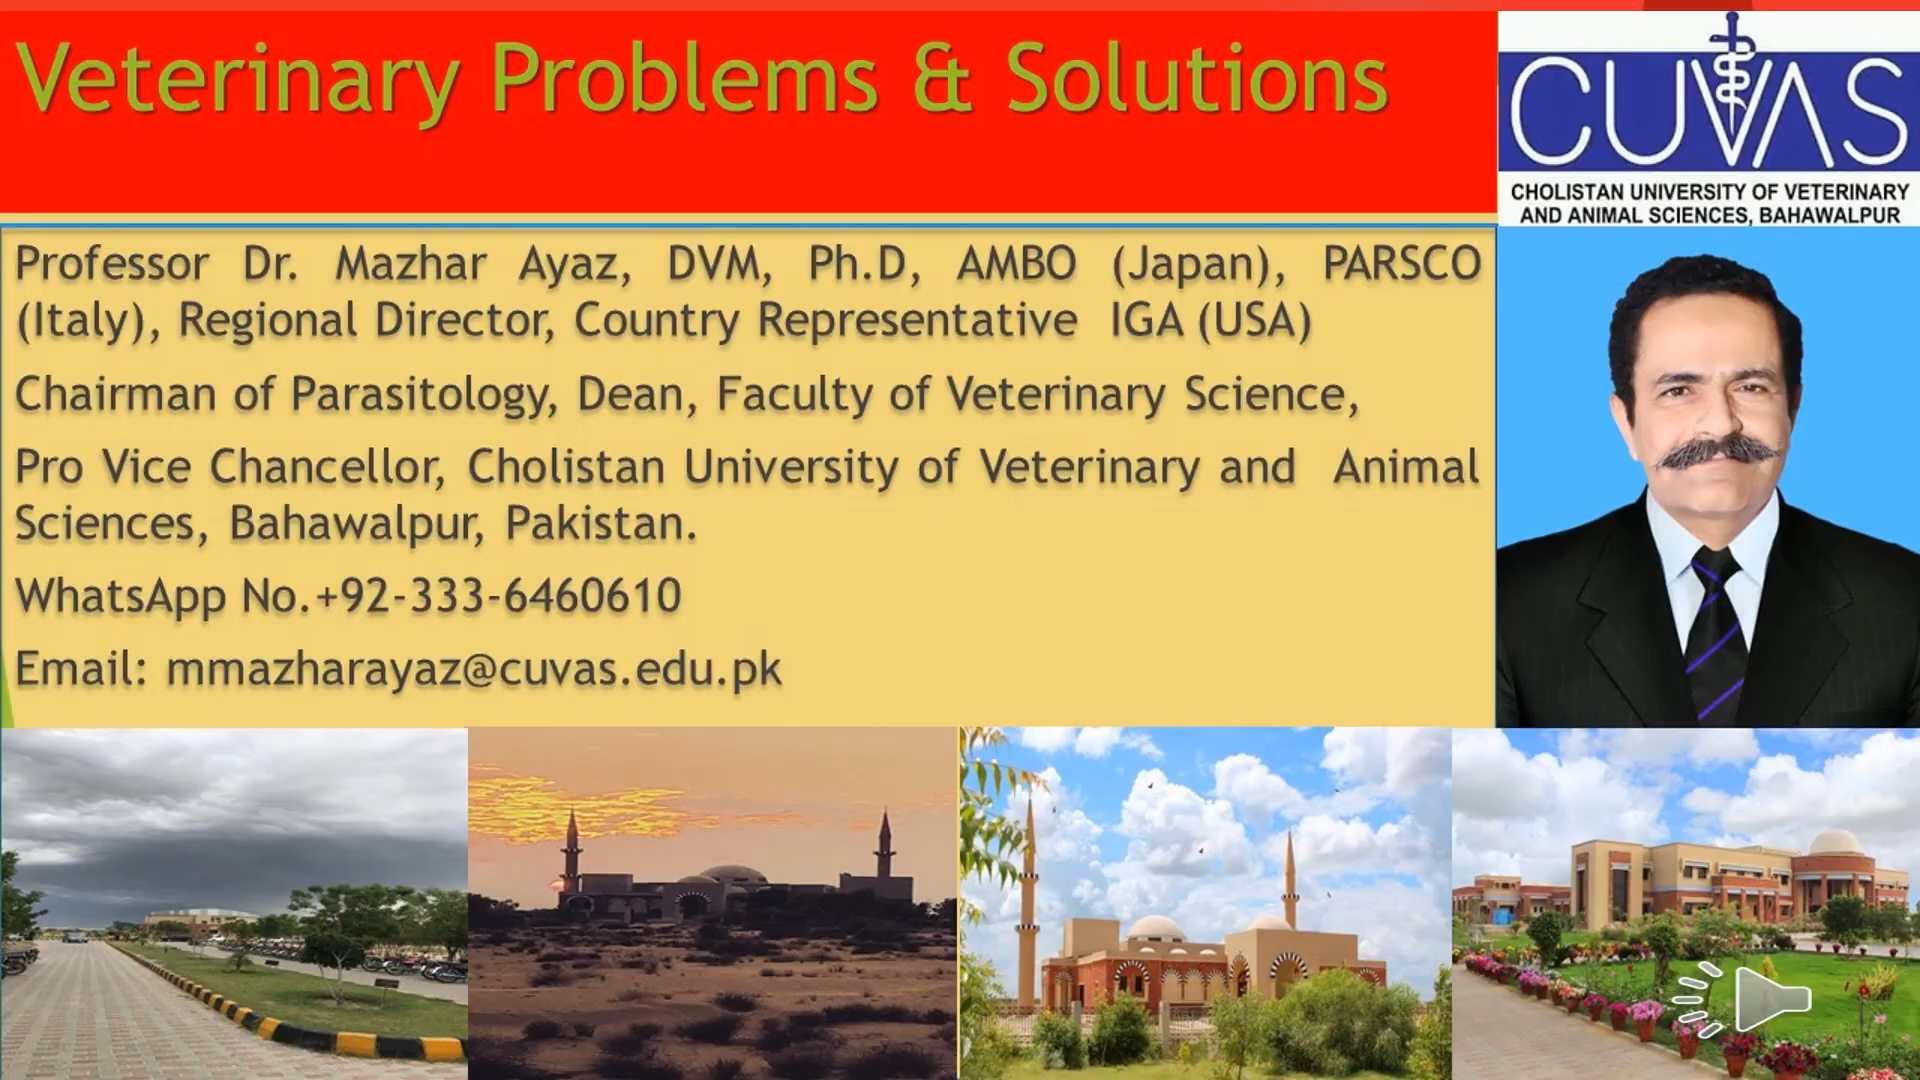 Veterinary Problems & Solutions
CUVAS
CHOLISTAN UNIVERSITY OF VETERINARY
AND ANIMAL SCIENCES, BAHAWALPUR
Professor Dr. Mazhar Ayaz, DVM, Ph.D, AMBO (Japan), PARSCO
(Italy), Regional Director, Country Representative IGA (USA)
Chairman of Parasitology, Dean, Faculty of Veterinary Science,
Pro Vice Chancellor, Cholistan University of Veterinary and Animal
Sciences, Bahawalpur, Pakistan.
WhatsApp No.+92-333-6460610
Email: mmazharayaz@cuvas.edu.pk